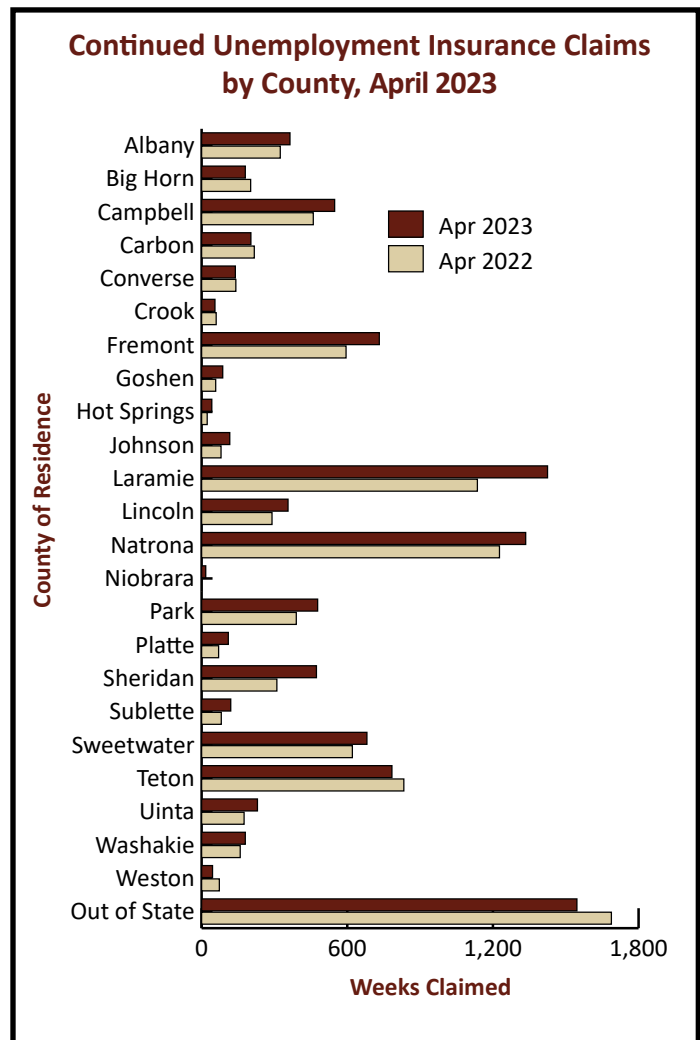 Continued Unemployment Insurance Claims
by County, April 2023
Albany
Big Horn
Campbell
Apr 2023
Carbon
Apr 2022
Converse
Crook
Fremont
Goshen
Hot Springs
Johnson
Laramie
Lincoln
Natrona
Niobrara
Park
Platte
Sheridan
Sublette
Sweetwater
Teton
Uinta
Washakie
Weston
Out of State
County of Residence
0 600 1,200 1,800
Weeks Claimed